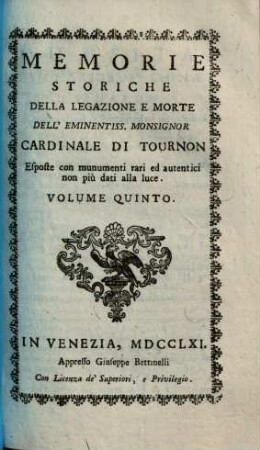 MEMORIE
STORICHE
DELLA LEGAZIONE E MORTE
DELL' EMINENTISS. MONSIGNOR
CARDINALE DI TOURNON
Esposte con munumenti rari ed autentici
non più dati alla luce.
VOLUME QUINTO.
IN VENEZIA, MDCCLXI.
Appresso Giuseppe Bettinelli
Con Licenza de' Superiori, e Privilegio.